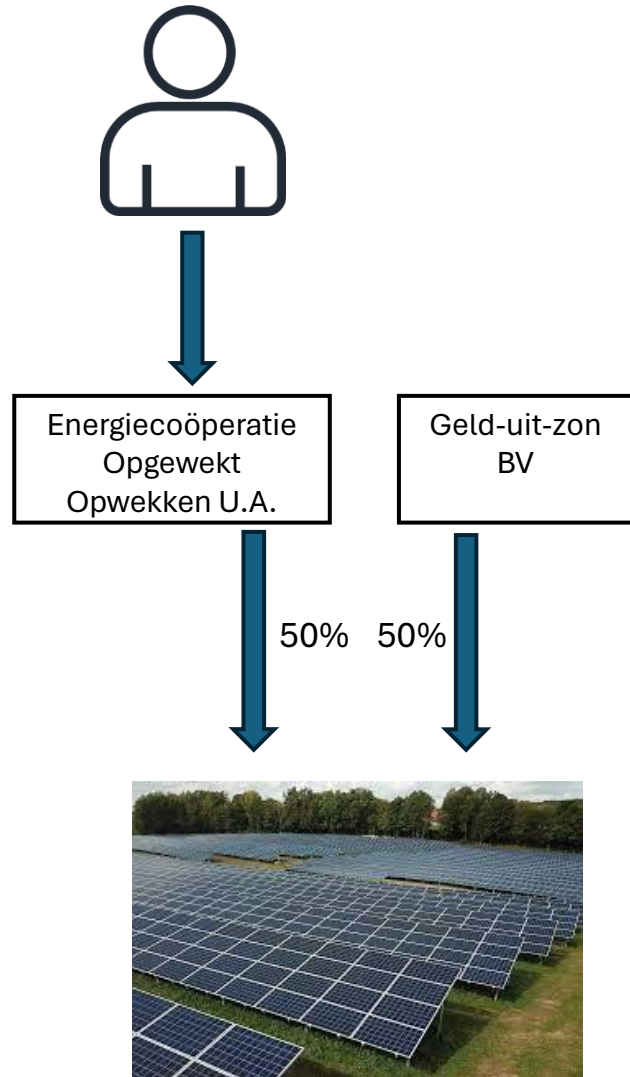 Energiecoöperatie
Opgewekt
Opwekken U.A.
Geld-uit-zon
BV
50%
50%